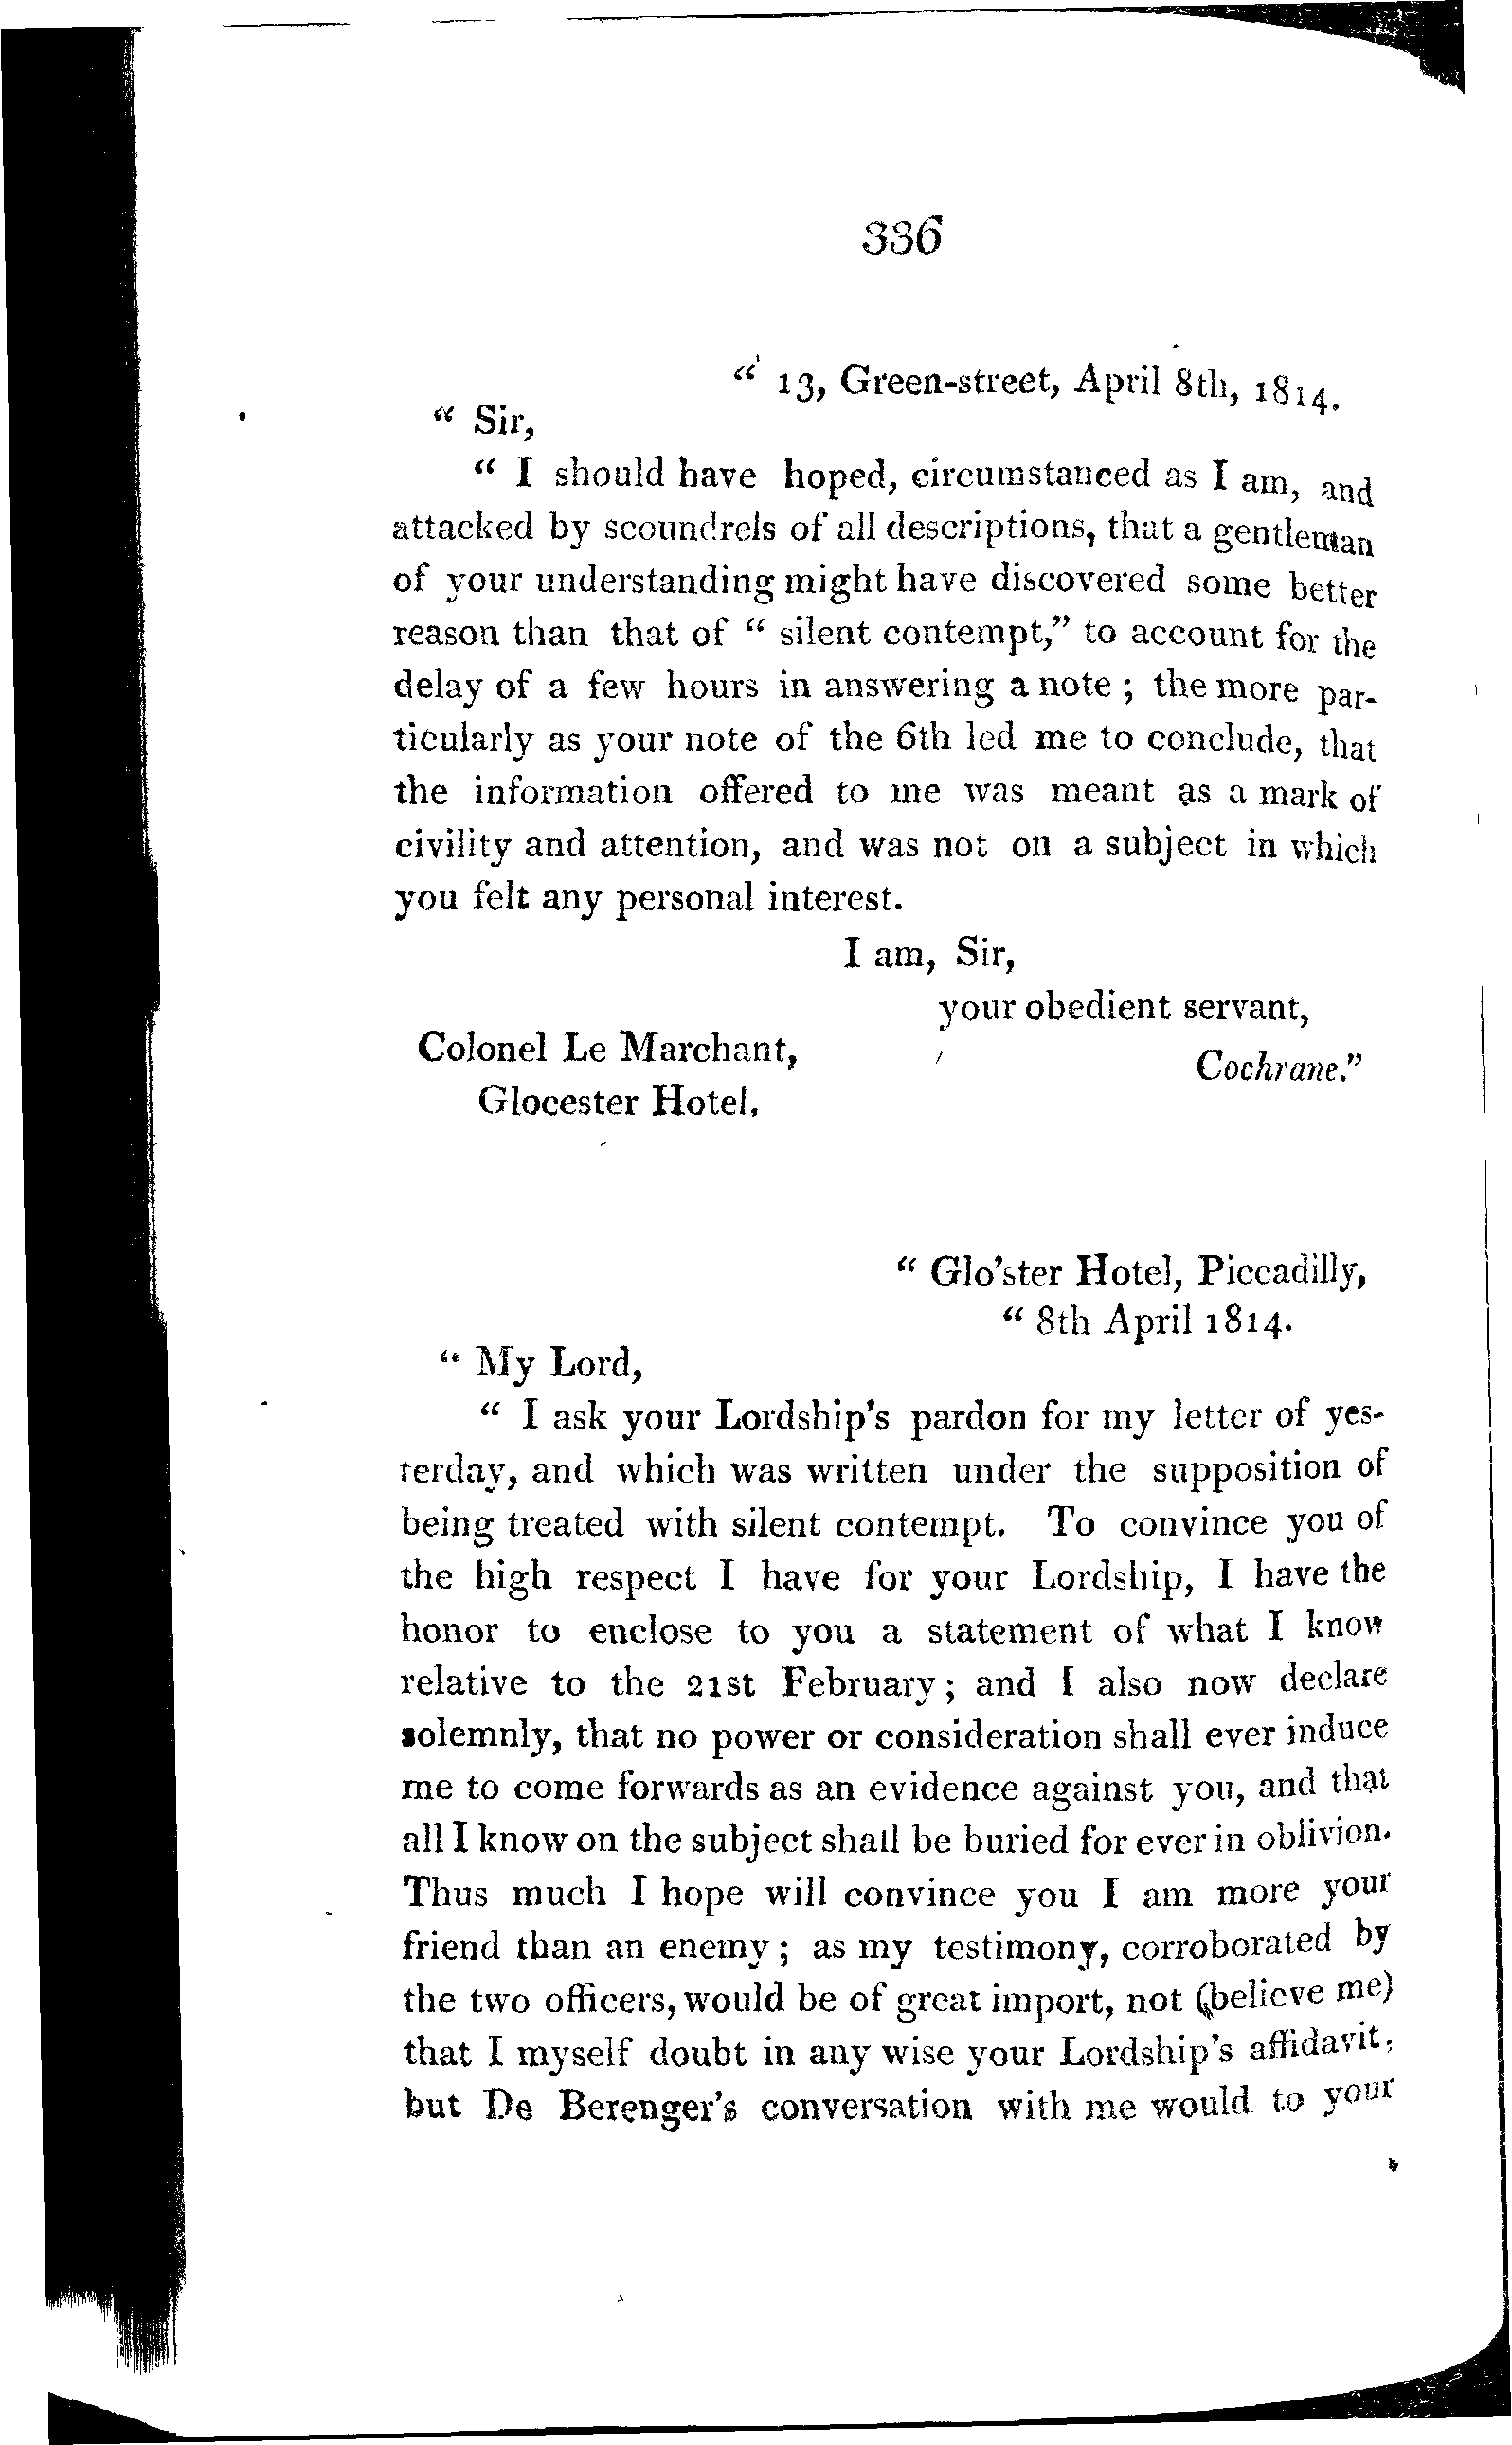 336
“ 13, Green-street, April 8th, 1814.
“ Sir,
“ I should have hoped, circumstanced as I am, and
attacked by scoundrels of all descriptions, that a gentleman
of your understanding might have discovered some better
reason than that of “ silent contempt,” to account for the
delay of a few hours in answering a note ; the more par-
ticularly as your note of the 6th led me to conclude, that
the information offered to me was meant as a mark of
civility and attention, and was not on a subject in which
you felt any personal interest.
I am, Sir,
your obedient servant,
Colonel Le Marchant,
Cochrane.”
Glocester Hotel.
“ Glo’ster Hotel, Piccadilly,
“ 8th April 1814.
“ My Lord,
“ I ask your Lordship’s pardon for my letter of yes-
terday, and which was written under the supposition of
being treated with silent contempt. To convince you of
the high respect I have for your Lordship, I have the
honor to enclose to you a statement of what I know
relative to the 21st February ; and I also now declare
solemnly, that no power or consideration shall ever induce
me to come forwards as an evidence against you, and that
all I know on the subject shall be buried for ever in oblivion.
Thus much I hope will convince you I am more your
friend than an enemy ; as my testimony, corroborated by
the two officers, would be of great import, not (believe me)
that I myself doubt in any wise your Lordship’s affidavit,
but De Berenger’s conversation with me would to your